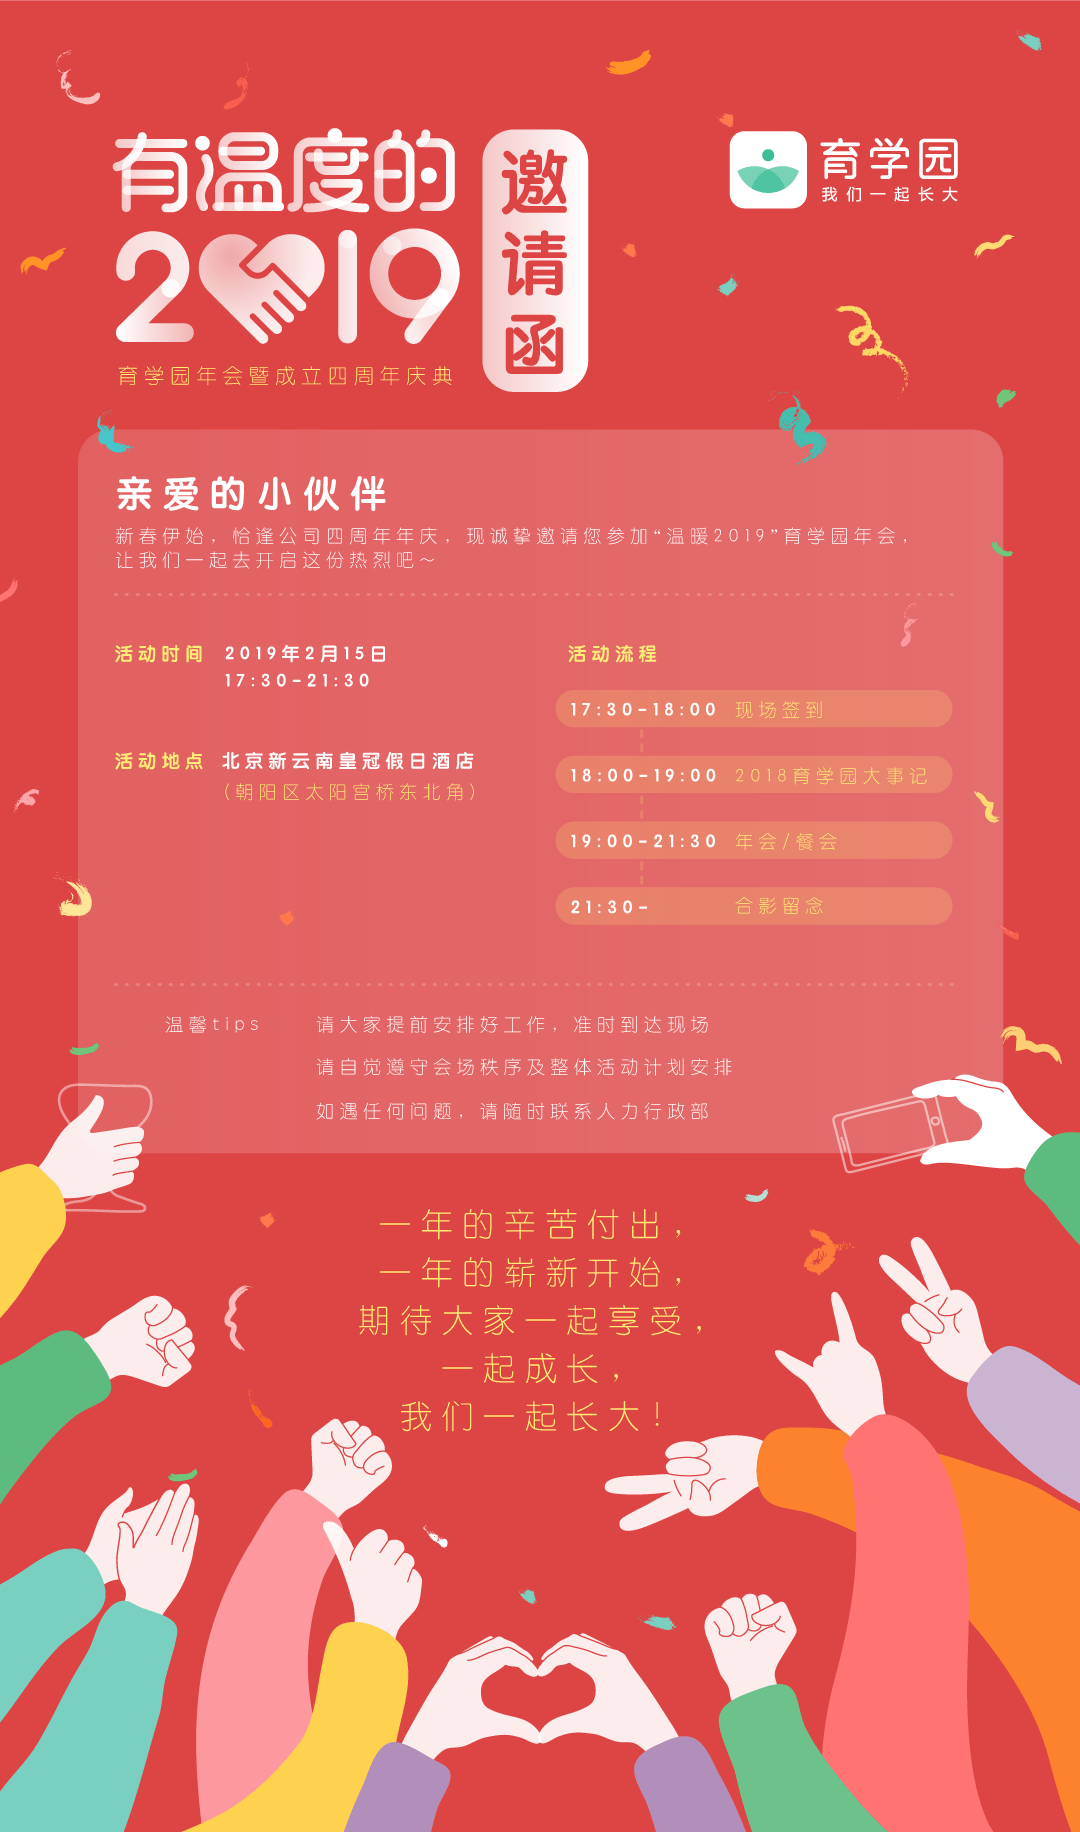 有温度的
2019
邀请函
育学园年会暨成立四周年庆典
育学园
我们一起长大
亲爱的小伙伴
新春伊始，恰逢公司四周年年庆，现诚挚邀请您参加“温暖2019”育学园年会，
让我们一起去开启这份热烈吧～
活动时间 2019年2月15日
17:30-21:30
活动地点 北京新云南皇冠假日酒店
（朝阳区太阳宫桥东北角）
活动流程
17:30-18:00 现场签到
18:00-19:00 2018育学园大事记
19:00-21:30 年会/餐会
21:30- 合影留念
温馨tips 请大家提前安排好工作，准时到达现场
请自觉遵守会场秩序及整体活动计划安排
如遇任何问题，请随时联系人力行政部
一年的辛苦付出，
一年的崭新开始，
期待大家一起享受，
一起成长，
我们一起长大！